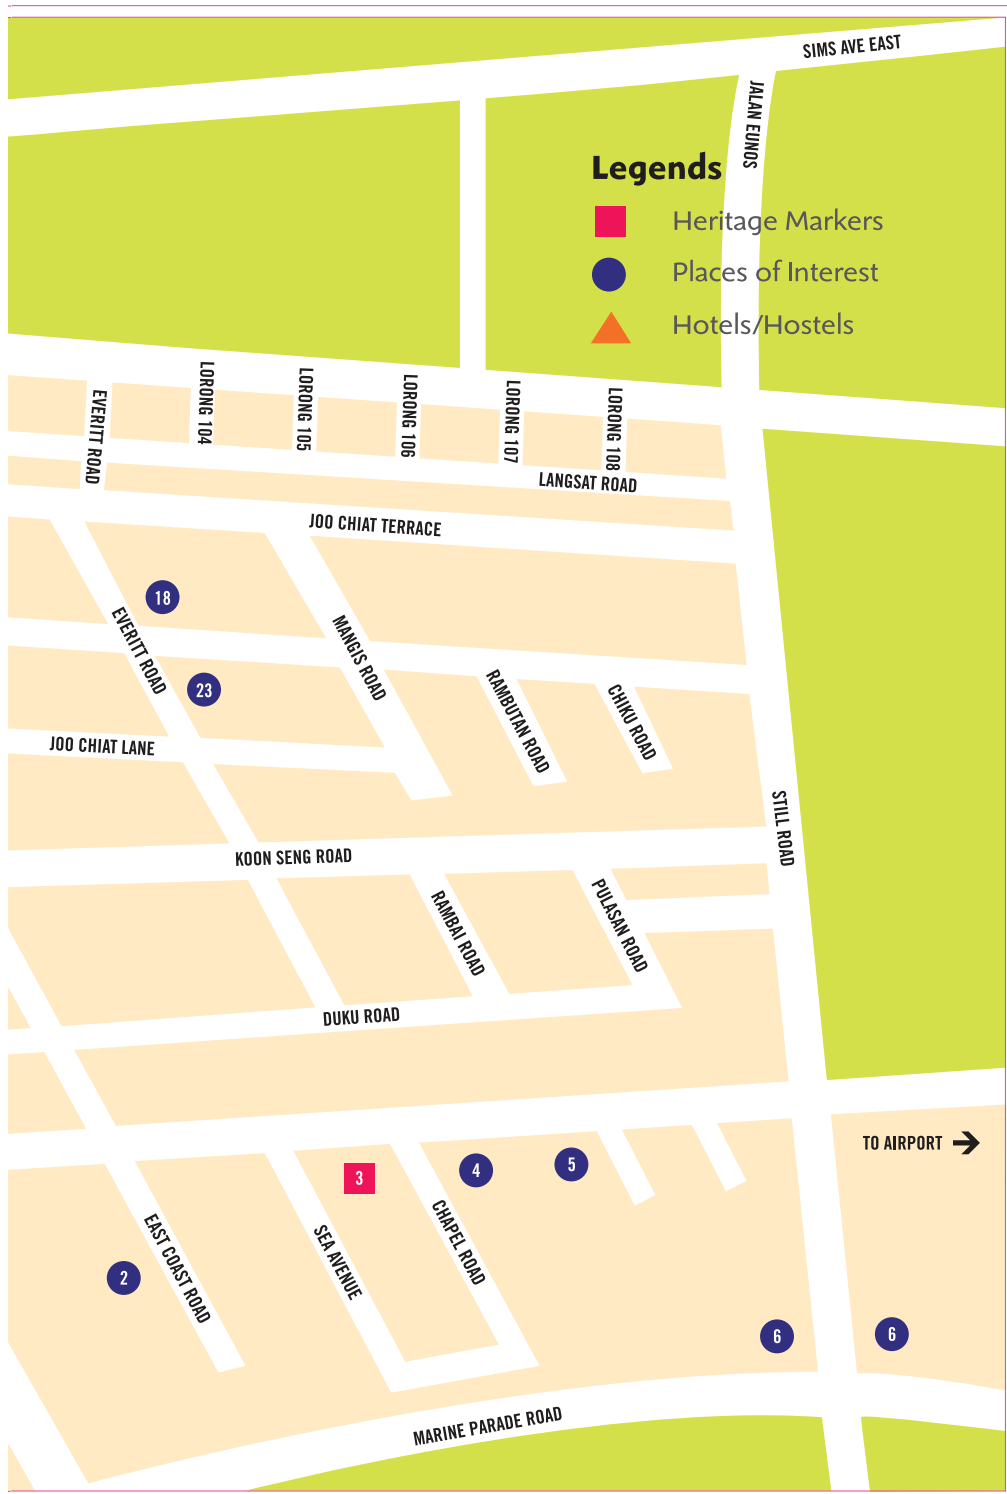 SIMS AVE EAST
JALAN EUNOS
Legends
Heritage Markers
Places of Interest
Hotels/Hostels
EVERITT ROAD
LORONG 104
LORONG 105
LORONG 106
LORONG 107
LORONG 108
LANGSAT ROAD
JOO CHIAT TERRACE
18
EVERITT ROAD
MANGIS ROAD
23
RAMBUTAN ROAD
CHIKU ROAD
JOO CHIAT LANE
STILL ROAD
KOON SENG ROAD
RAMBAI ROAD
PULASAN ROAD
DUKU ROAD
TO AIRPORT
3
4
5
EAST COAST ROAD
SEA AVENUE
CHAPEL ROAD
2
6
6
MARINE PARADE ROAD